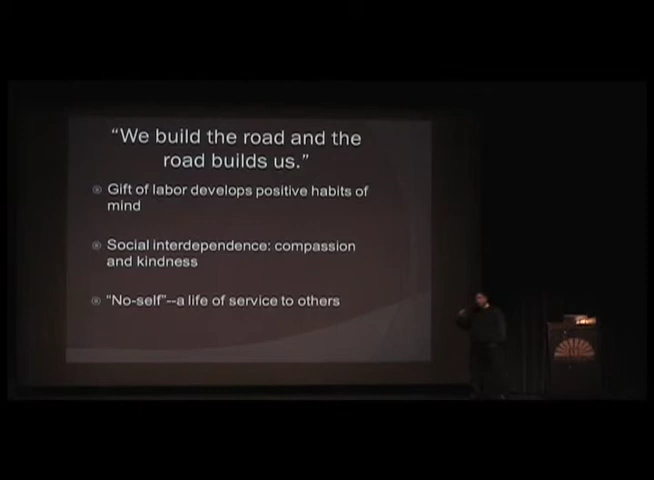 “We build the road and the
road builds us.”
Gift of labor develops positive habits of
mind
Social interdependence: compassion
and kindness
“No-self”--a life of service to others